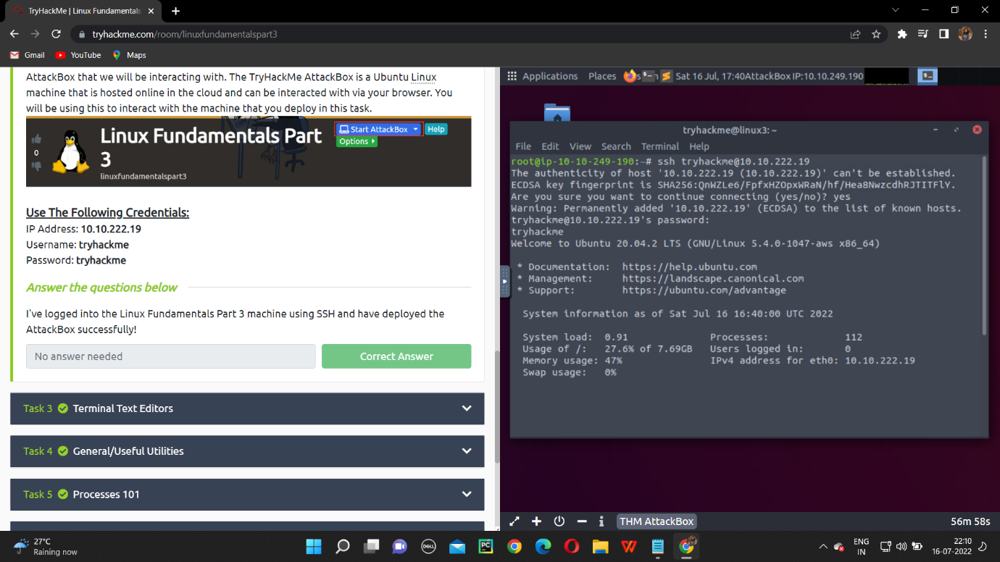 TryHackMe | Linux Fundamentals
tryhackme.com/room/linuxfundamentalspart3
Gmail YouTube Maps
AttackBox that we will be interacting with. The TryHackMe AttackBox is a Ubuntu Linux
machine that is hosted online in the cloud and can be interacted with via your browser. You
will be using this to interact with the machine that you deploy in this task.
0
Linux Fundamentals Part
3
linuxfundamentalspart3
Start AttackBox Help
Options
Use The Following Credentials:
IP Address: 10.10.222.19
Username: tryhackme
Password: tryhackme
Answer the questions below
I've logged into the Linux Fundamentals Part 3 machine using SSH and have deployed the
AttackBox successfully!
No answer needed Correct Answer
Task 3 Terminal Text Editors
Task 4 General/Useful Utilities
Task 5 Processes 101
Applications Places Sat 16 Jul, 17:40AttackBox IP:10.10.249.190
tryhackme@linux3: ~
File Edit View Search Terminal Help
root@ip-10-10-249-190:~# ssh tryhackme@10.10.222.19
The authenticity of host '10.10.222.19 (10.10.222.19)' can't be established.
ECDSA key fingerprint is SHA256:QnWZLe6/FpfxHZOpxWRaN/hf/Hea8NwzcdhRJTITFlY.
Are you sure you want to continue connecting (yes/no)? yes
Warning: Permanently added '10.10.222.19' (ECDSA) to the list of known hosts.
tryhackme@10.10.222.19's password:
tryhackme
Welcome to Ubuntu 20.04.2 LTS (GNU/Linux 5.4.0-1047-aws x86_64)
* Documentation: https://help.ubuntu.com
* Management: https://landscape.canonical.com
* Support: https://ubuntu.com/advantage
System information as of Sat Jul 16 16:40:00 UTC 2022
System load: 0.91 Processes: 112
Usage of /: 27.6% of 7.69GB Users logged in: 0
Memory usage: 47% IPv4 address for eth0: 10.10.222.19
Swap usage: 0%
THM AttackBox 56m 58s
27°C
Raining now
DELL
PC
ENG
IN
22:10
16-07-2022